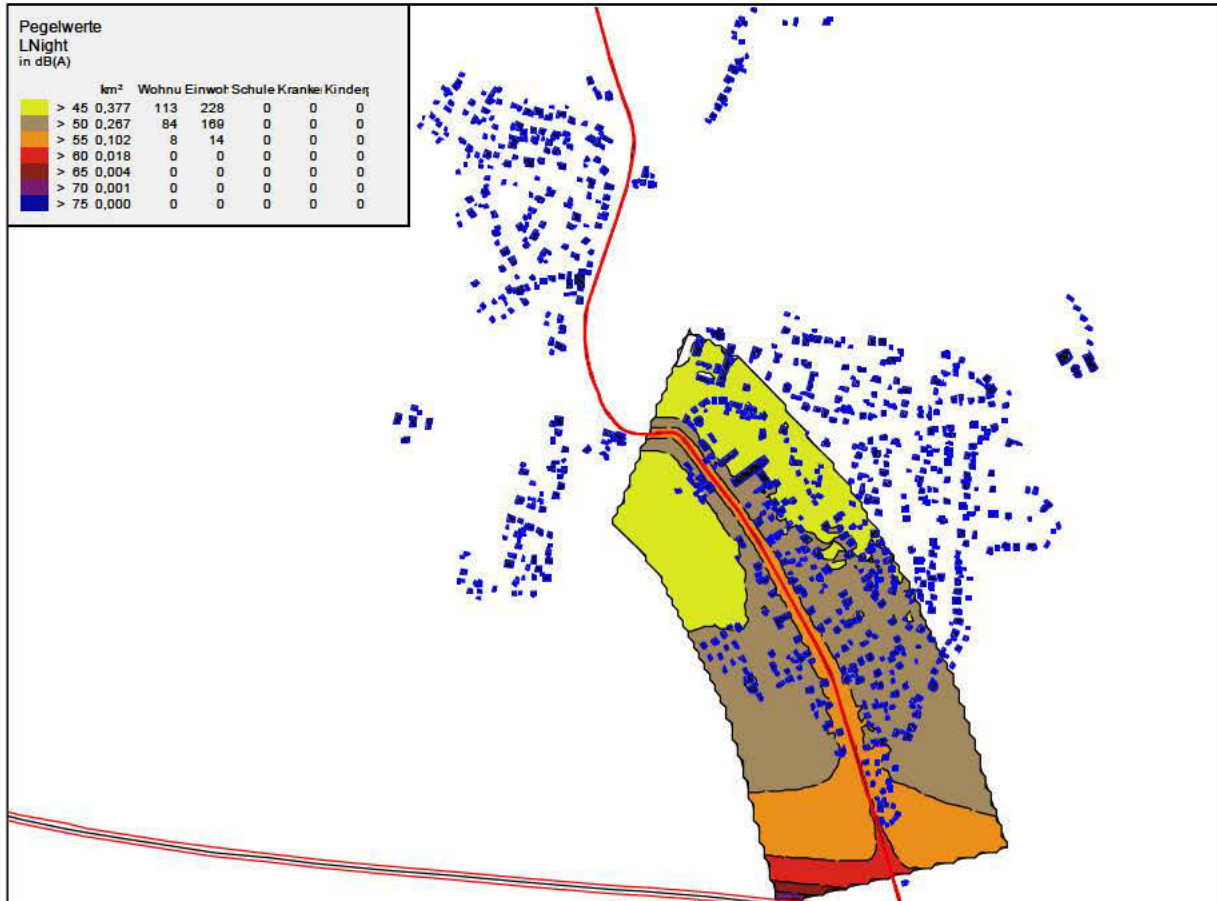 Pegelwerte
LNight
in dB(A)
km² Wohnu Einwoh Schule Kranke Kinderg
> 45 0,377 113 228 0 0 0
> 50 0,267 84 169 0 0 0
> 55 0,102 8 14 0 0 0
> 60 0,018 0 0 0 0 0
> 65 0,004 0 0 0 0 0
> 70 0,001 0 0 0 0 0
> 75 0,000 0 0 0 0 0